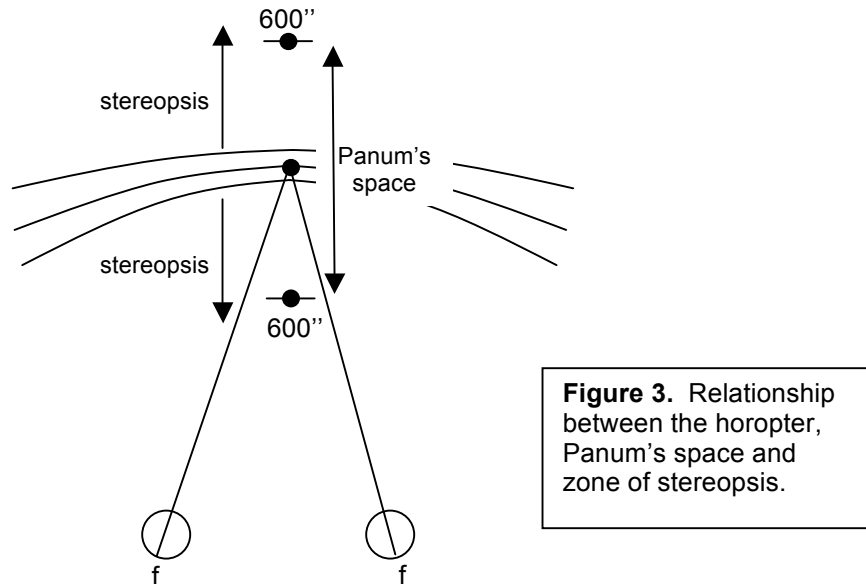 600’’
stereopsis
Panum’s
space
stereopsis
600’’
Figure 3. Relationship
between the horopter,
Panum’s space and
zone of stereopsis.
f
f